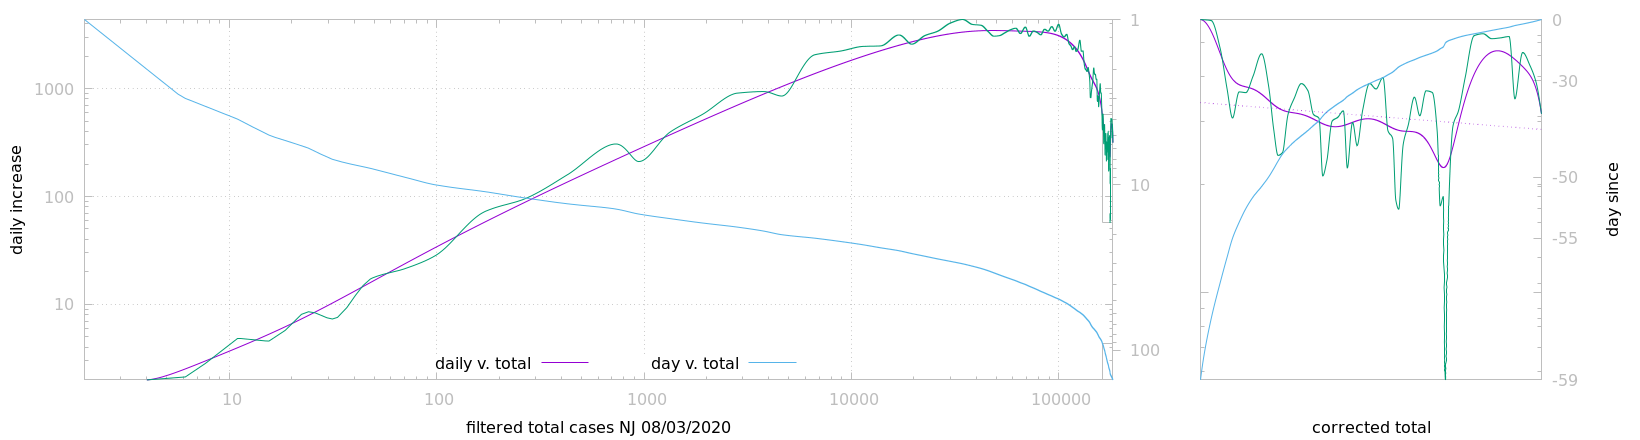 daily increase
1000
100
10
10
100
1000
10000
100000
filtered total cases NJ 08/03/2020
daily v. total
day v. total
1
10
100
0
-30
-50
-55
-59
day since
corrected total